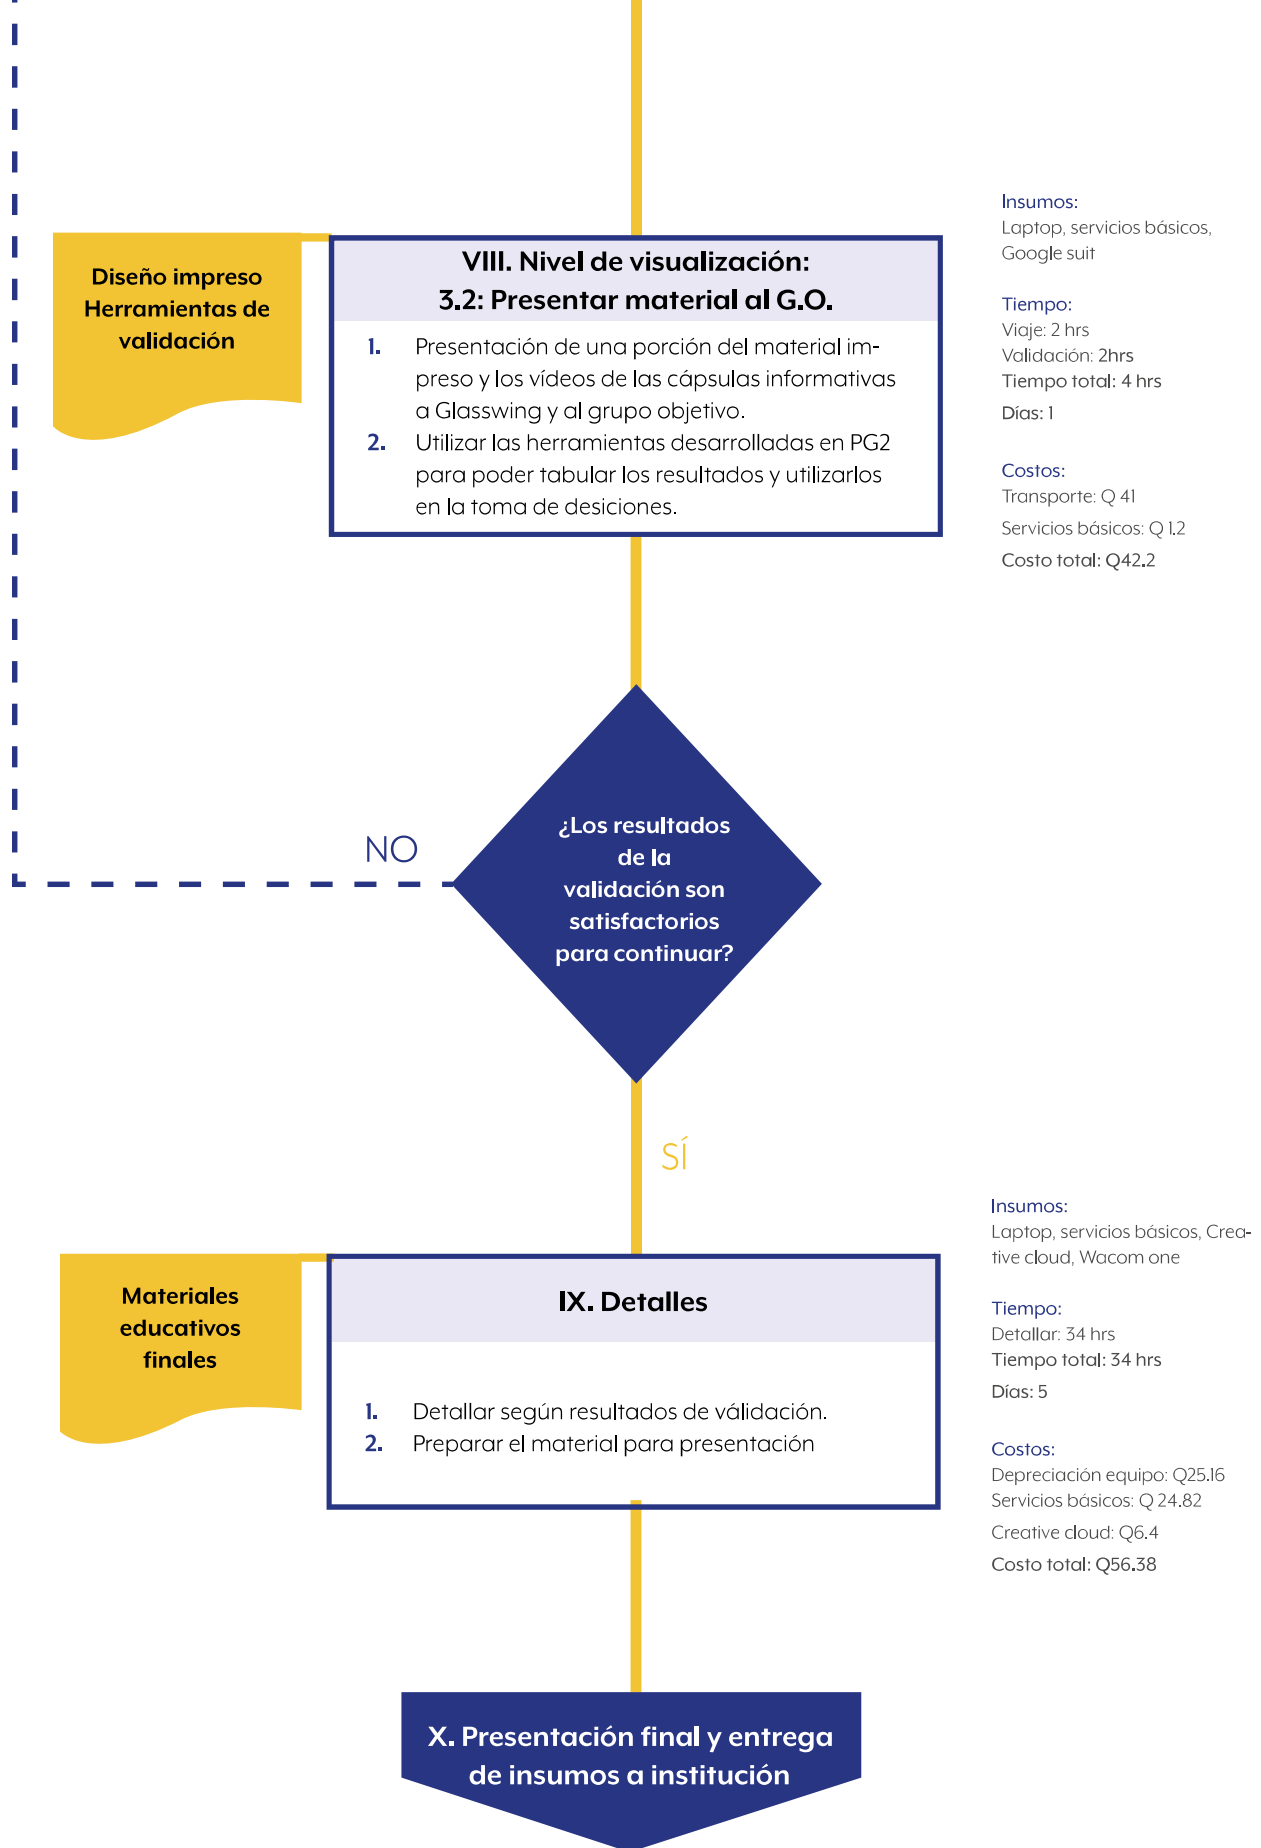 Diseño impreso
Herramientas de
validación
VIII. Nivel de visualización:
3.2: Presentar material al G.O.
1. Presentación de una porción del material im-
preso y los vídeos de las cápsulas informativas
a Glasswing y al grupo objetivo.
2. Utilizar las herramientas desarrolladas en PG2
para poder tabular los resultados y utilizarlos
en la toma de desiciones.
Insumos:
Laptop, servicios básicos,
Google suit
Tiempo:
Viaje: 2 hrs
Validación: 2hrs
Tiempo total: 4 hrs
Días: 1
Costos:
Transporte: Q 41
Servicios básicos: Q 1.2
Costo total: Q42.2
¿Los resultados
de la
validación son
satisfactorios
para continuar?
NO
SÍ
Materiales
educativos
finales
IX. Detalles
1. Detallar según resultados de válidación.
2. Preparar el material para presentación
Insumos:
Laptop, servicios básicos, Crea-
tive cloud, Wacom one
Tiempo:
Detallar: 34 hrs
Tiempo total: 34 hrs
Días: 5
Costos:
Depreciación equipo: Q25.16
Servicios básicos: Q 24.82
Creative cloud: Q6.4
Costo total: Q56.38
X. Presentación final y entrega
de insumos a institución